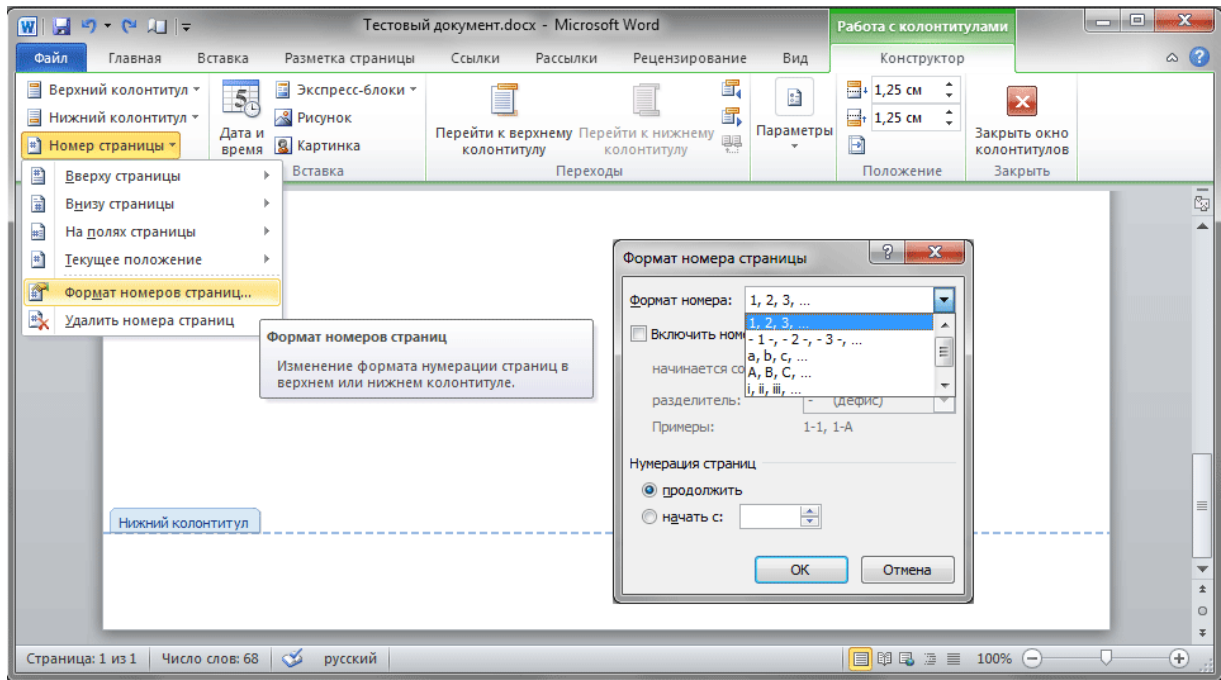 Тестовый документ.docx - Microsoft Word
Работа с колонтитулами
Файл Главная Вставка Разметка страницы Ссылки Рассылки Рецензирование Вид Конструктор
Верхний колонтитул
Нижний колонтитул
Номер страницы
Дата и
время
Экспресс-блоки
Рисунок
Картинка
Вставка
Перейти к верхнему
колонтитулу
Перейти к нижнему
колонтитулу
Переходы
Параметры
1,25 см
1,25 см
Положение
Закрыть окно
колонтитулов
Закрыть
Вверху страницы
Внизу страницы
На полях страницы
Текущее положение
Формат номеров страниц...
Удалить номера страниц
Формат номеров страниц
Изменение формата нумерации страниц в
верхнем или нижнем колонтитуле.
Формат номера страницы
Формат номера: 1, 2, 3, ...
1, 2, 3, ...
- 1 -, - 2 -, - 3 -, ...
a, b, c, ...
A, B, C, ...
i, ii, iii, ...
Включить ном
начинается со
разделитель: - (дефис)
Примеры: 1-1, 1-A
Нумерация страниц
продолжить
начать с:
ОК Отмена
Нижний колонтитул
Страница: 1 из 1 Число слов: 68 русский 100%